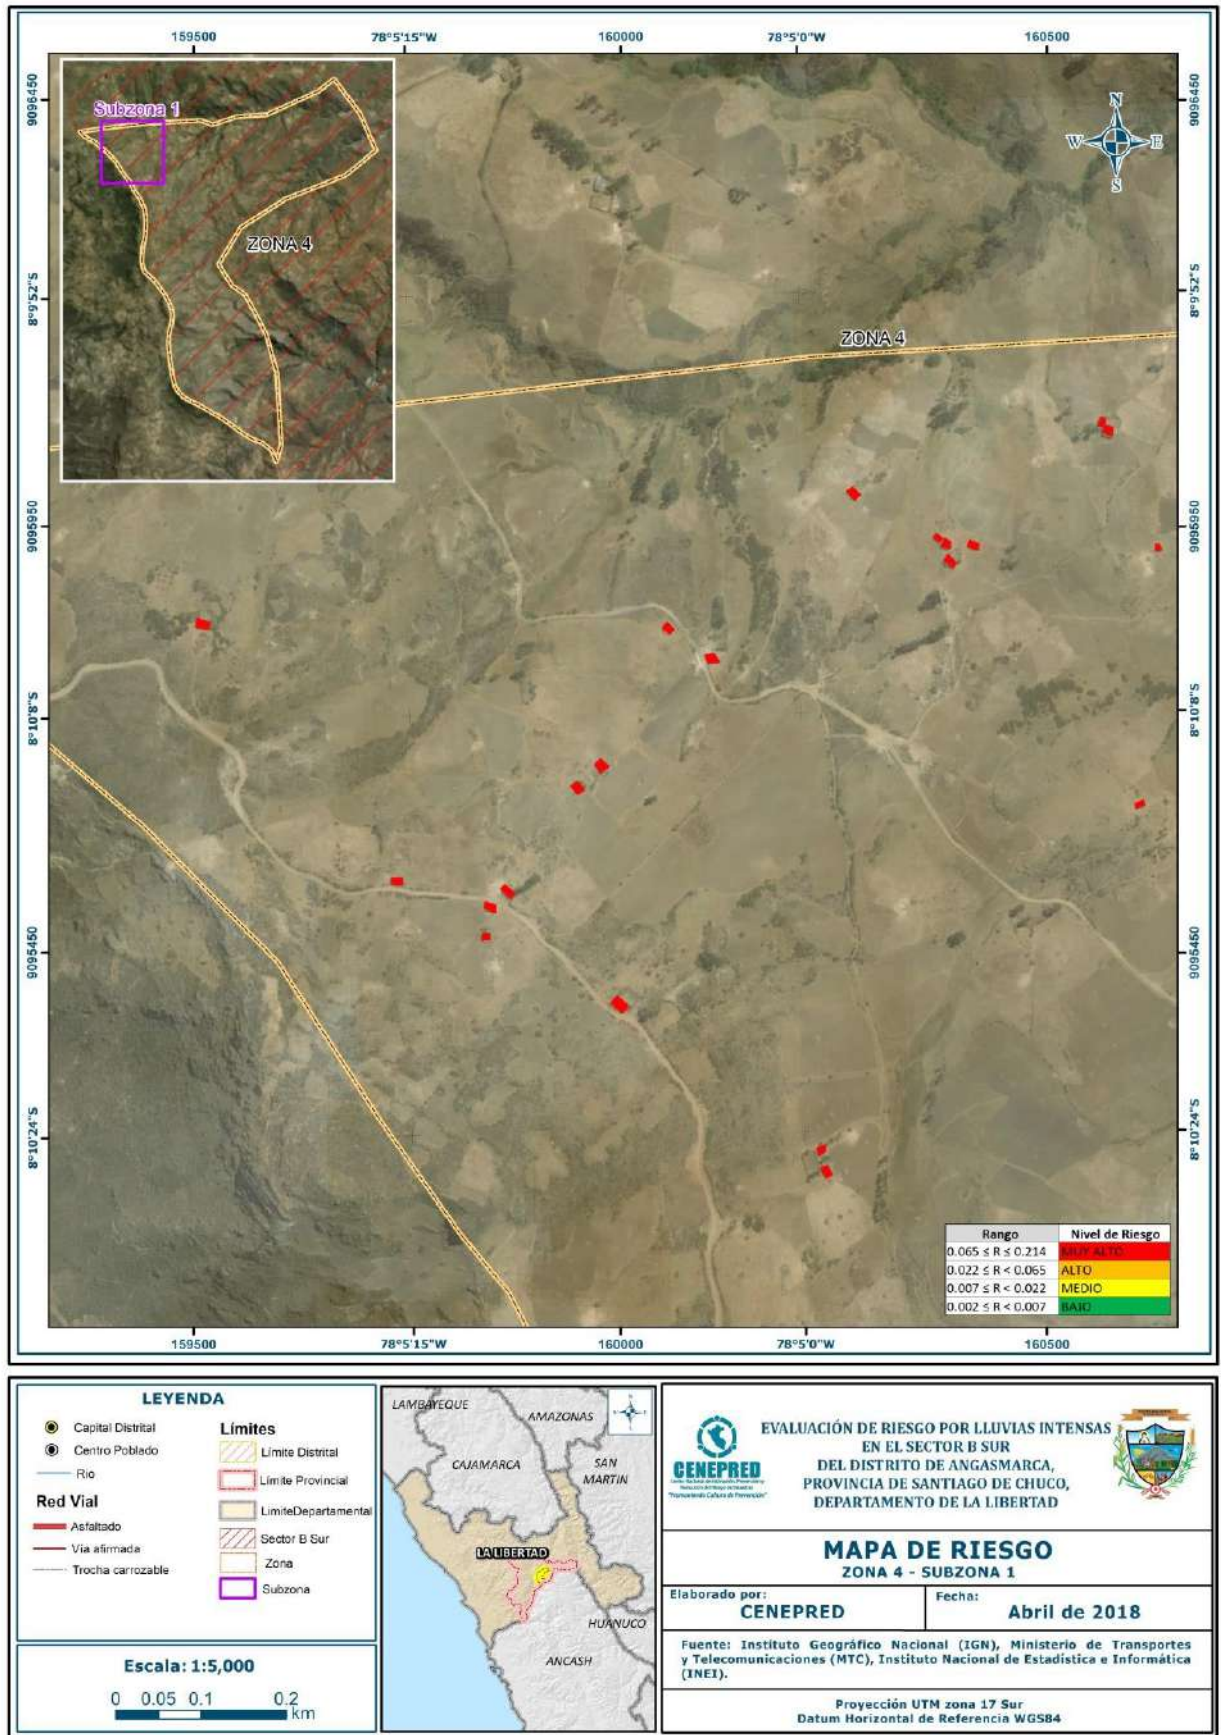 159500
78°5'15"W
160000
78°5'0"W
160500
9096450
9096450
Subzona 1
ZONA 4
N
W
E
S
8°9'52"S
8°9'52"S
ZONA 4
9095950
9095950
8°10'8"S
8°10'8"S
9095450
9095450
8°10'24"S
8°10'24"S
Rango Nivel de Riesgo
0.065 ≤ R ≤ 0.214 MUY ALTO
0.022 ≤ R < 0.065 ALTO
0.007 ≤ R < 0.022 MEDIO
0.002 ≤ R < 0.007 BAJO
159500
78°5'15"W
160000
78°5'0"W
160500
LEYENDA
Capital Distrital
Centro Poblado
Rio
Red Vial
Asfaltado
Via afirmada
Trocha carrozable
Límites
Límite Distrital
Límite Provincial
LimiteDepartamental
Sector B Sur
Zona
Subzona
Escala: 1:5,000
0 0.05 0.1 0.2
km
LAMBAYEQUE
AMAZONAS
CAJAMARCA
SAN
MARTIN
LA LIBERTAD
HUANUCO
ANCASH
CENEPRED
"Promoviendo Cultura de Prevención"
EVALUACIÓN DE RIESGO POR LLUVIAS INTENSAS
EN EL SECTOR B SUR
DEL DISTRITO DE ANGASMARCA,
PROVINCIA DE SANTIAGO DE CHUCO,
DEPARTAMENTO DE LA LIBERTAD
MAPA DE RIESGO
ZONA 4 - SUBZONA 1
Elaborado por:
CENEPRED
Fecha:
Abril de 2018
Fuente: Instituto Geográfico Nacional (IGN), Ministerio de Transportes
y Telecomunicaciones (MTC), Instituto Nacional de Estadística e Informática
(INEI).
Proyección UTM zona 17 Sur
Datum Horizontal de Referencia WGS84